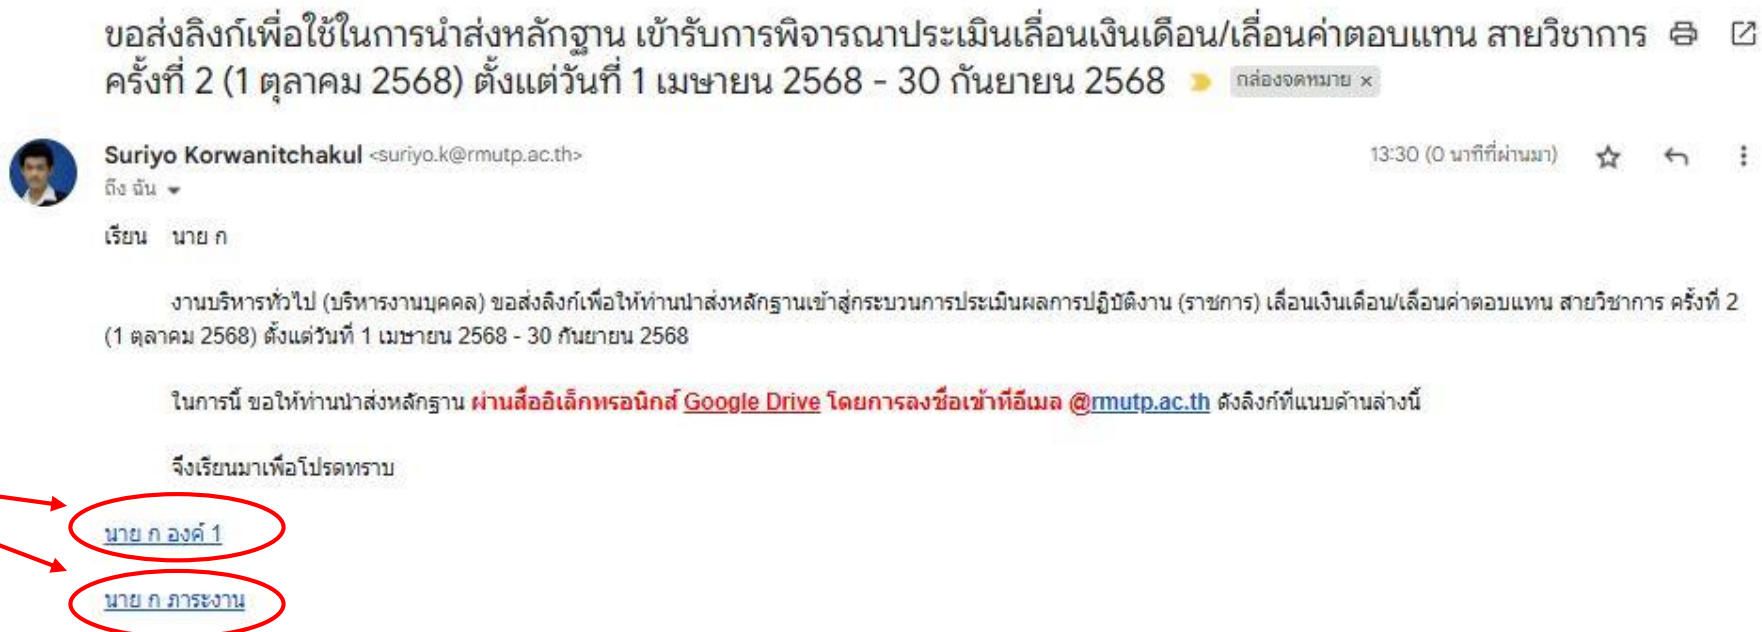 ขอส่งลิงก์เพื่อใช้ในการนำส่งหลักฐาน เข้ารับการพิจารณาประเมินเลื่อนเงินเดือน/เลื่อนค่าตอบแทน สายวิชาการ
ครั้งที่ 2 (1 ตุลาคม 2568) ตั้งแต่วันที่ 1 เมษายน 2568 - 30 กันยายน 2568 กล่องจดหมาย ×
Suriyo Korwanitchakul <suriyo.k@rmutp.ac.th> 13:30 (0 นาทีที่ผ่านมา)
ถึง ฉัน
เรียน นาย ก
งานบริหารทั่วไป (บริหารงานบุคคล) ขอส่งลิงก์เพื่อให้ท่านนำส่งหลักฐานเข้าสู่กระบวนการประเมินผลการปฏิบัติงาน (ราชการ) เลื่อนเงินเดือน/เลื่อนค่าตอบแทน สายวิชาการ ครั้งที่ 2
(1 ตุลาคม 2568) ตั้งแต่วันที่ 1 เมษายน 2568 - 30 กันยายน 2568
ในการนี้ ขอให้ท่านนำส่งหลักฐาน ผ่านสื่ออิเล็กทรอนิกส์ Google Drive โดยการลงชื่อเข้าที่อีเมล @rmutp.ac.th ดังลิงก์ที่แนบด้านล่างนี้
จึงเรียนมาเพื่อโปรดทราบ
นาย ก องค์ 1
นาย ก ภาระงาน